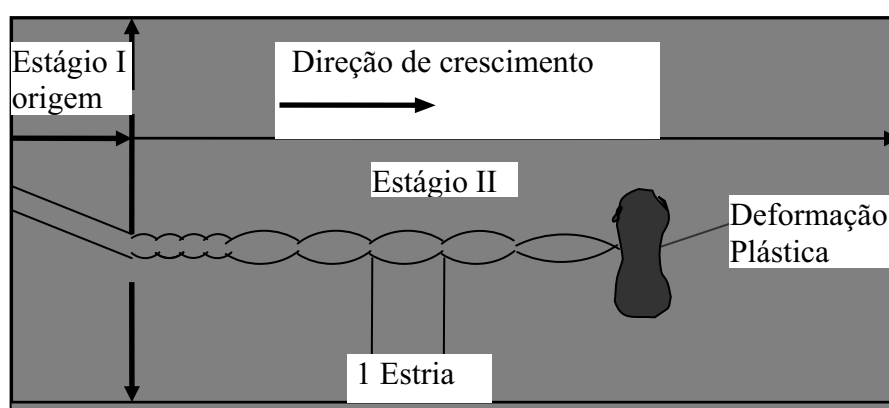 Estágio I
origem
Direção de crescimento
Estágio II
Deformação
Plástica
1 Estria